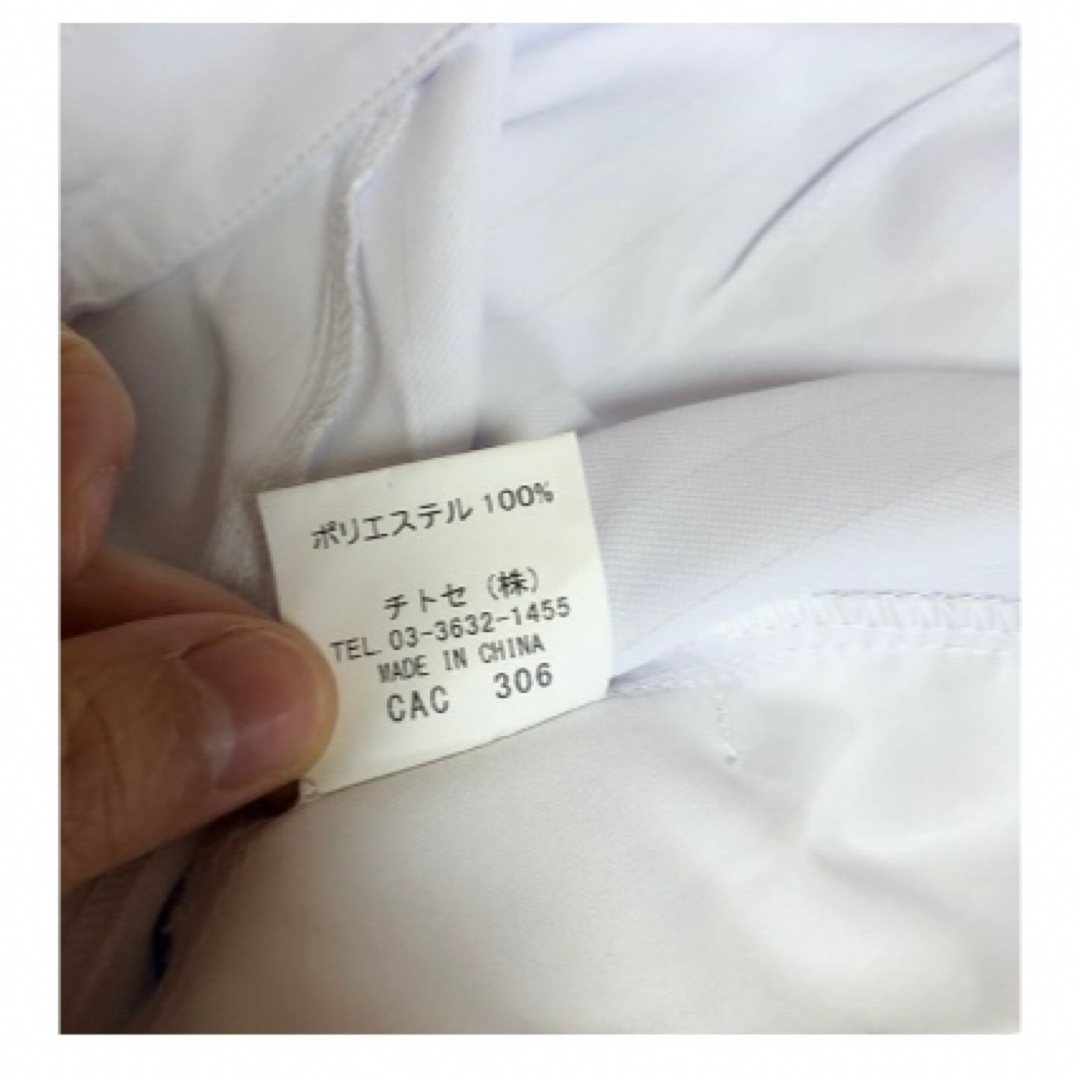 ポリエステル 100%
チトセ (株)
TEL 03-3632-1455
MADE IN CHINA
CAC 306